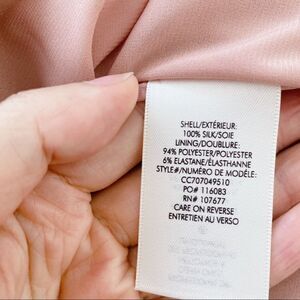 SHELL/EXTÉRIEUR:
100% SILK/SOIE
LINING/DOUBLURE:
94% POLYESTER/POLYESTER
6% ELASTANE/ÉLASTHANNE
STYLE#/NUMÉRO DE MODÈLE:
CC707049510
PO# 116083
RN# 107677
CARE ON REVERSE
ENTRETIEN AU VERSO